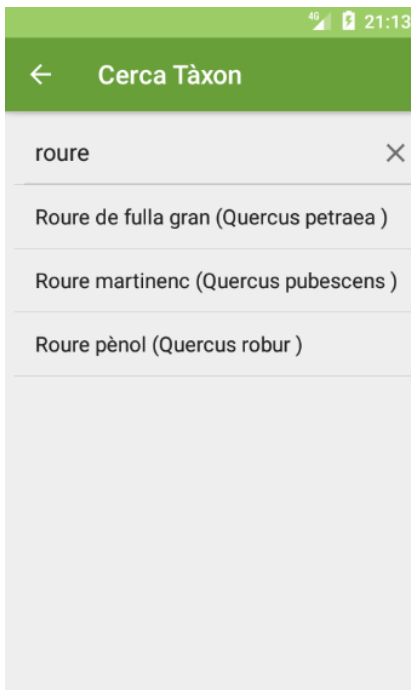 4G 21:13
Cerca Tàxon
roure
Roure de fulla gran (Quercus petraea )
Roure martinenc (Quercus pubescens )
Roure pènol (Quercus robur )